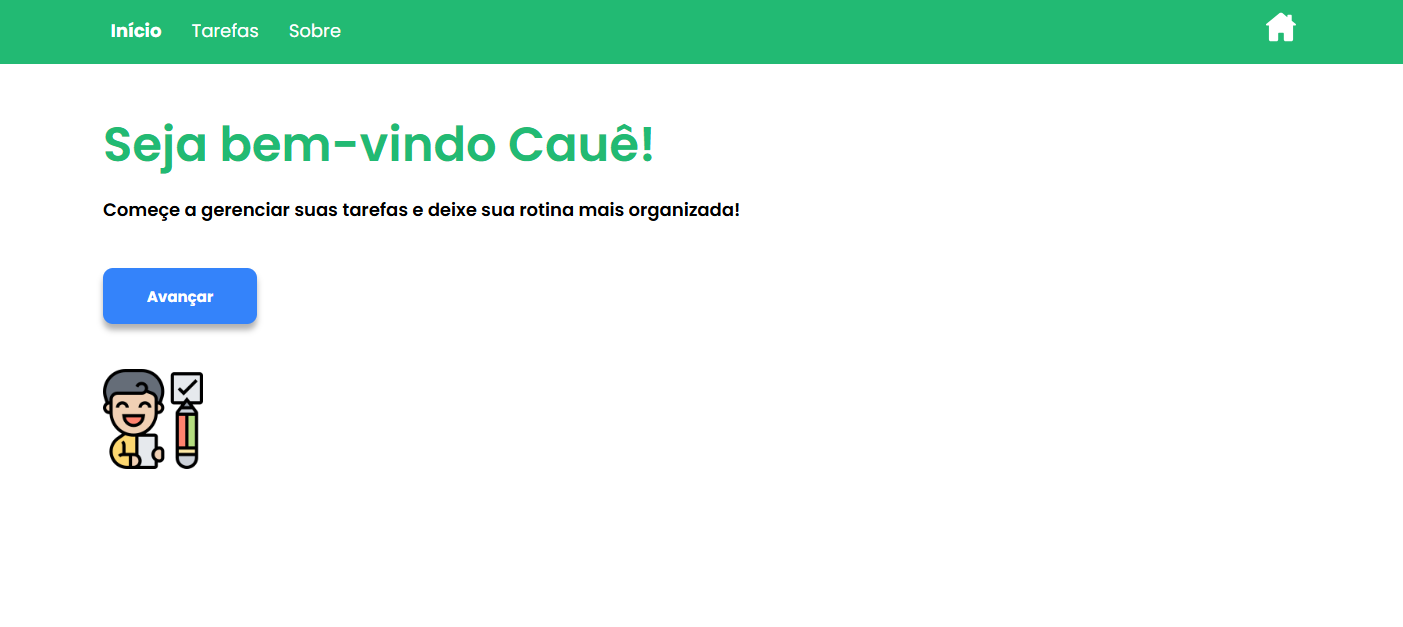 Início Tarefas Sobre
Seja bem-vindo Cauê!
Começe a gerenciar suas tarefas e deixe sua rotina mais organizada!
Avançar